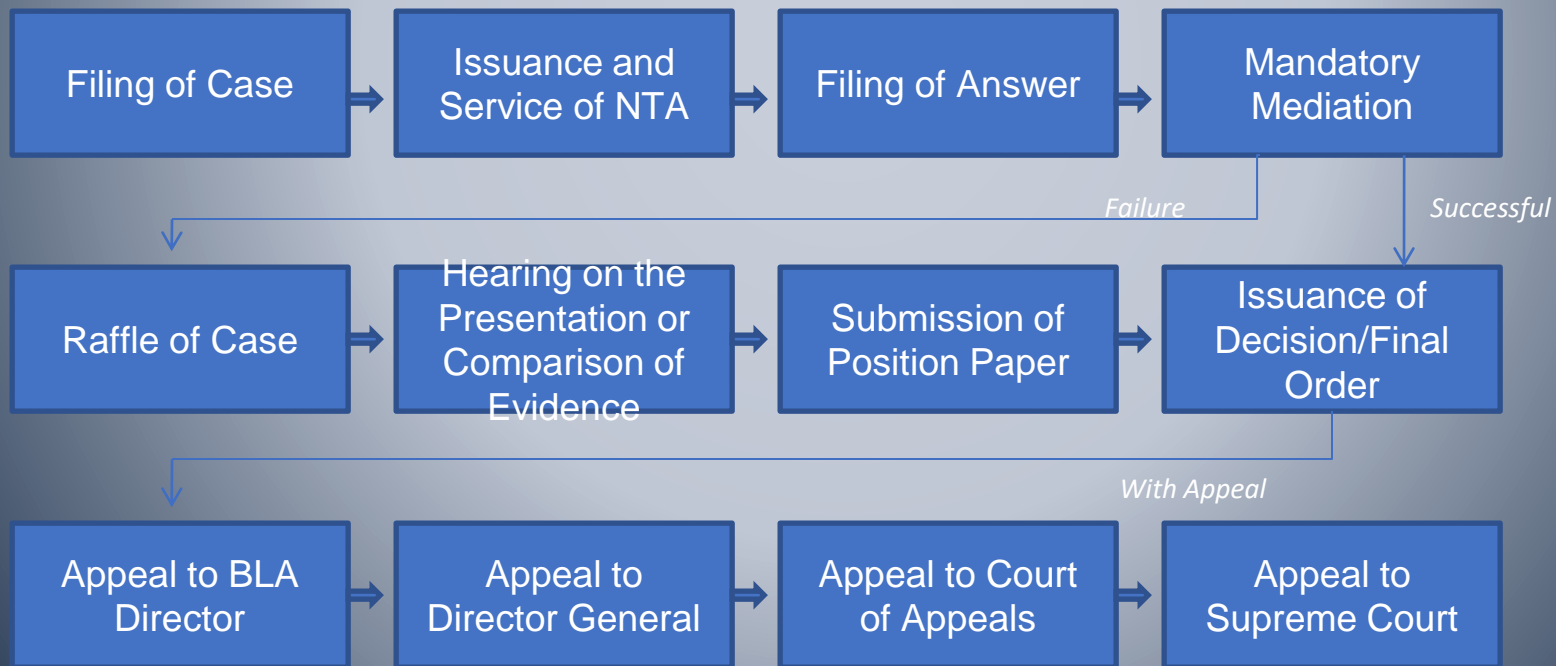 Filing of Case
Issuance and
Service of NTA
Filing of Answer
Mandatory
Mediation
Failure
Successful
Raffle of Case
Hearing on the
Presentation or
Comparison of
Evidence
Submission of
Position Paper
Issuance of
Decision/Final
Order
With Appeal
Appeal to BLA
Director
Appeal to
Director General
Appeal to Court
of Appeals
Appeal to
Supreme Court